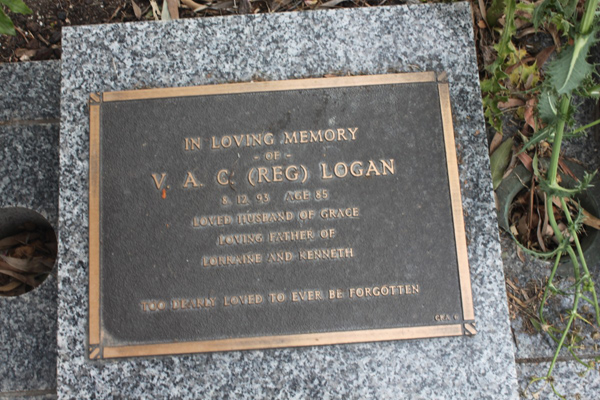 IN LOVING MEMORY
- OF -
V. A. G. (REG) LOGAN
8. 12. 93 AGE 85
LOVED HUSBAND OF GRACE
LOVING FATHER OF
LORRAINE AND KENNETH
TOO DEARLY LOVED TO EVER BE FORGOTTEN